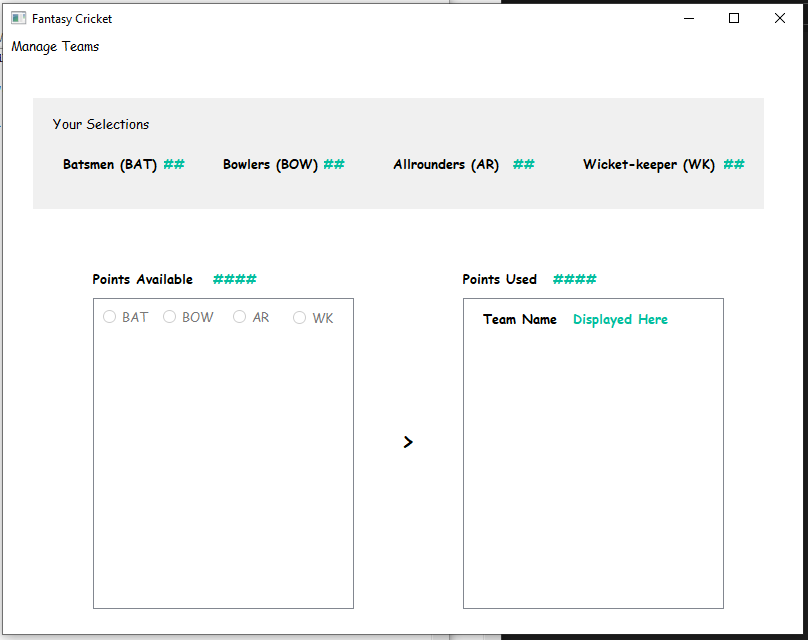 Fantasy Cricket
Manage Teams
Your Selections
Batsmen (BAT) ## Bowlers (BOW) ## Allrounders (AR) ## Wicket-keeper (WK) ##
Points Available #### Points Used ####
BAT BOW AR WK
Team Name Displayed Here
>